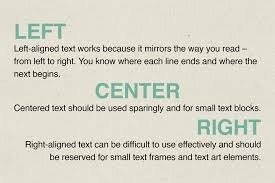 LEFT
Left-aligned text works because it mirrors the way you read –
from left to right. You know where each line ends and where the
next begins.
CENTER
Centered text should be used sparingly and for small text blocks.
RIGHT
Right-aligned text can be difficult to use effectively and should
be reserved for small text frames and text art elements.